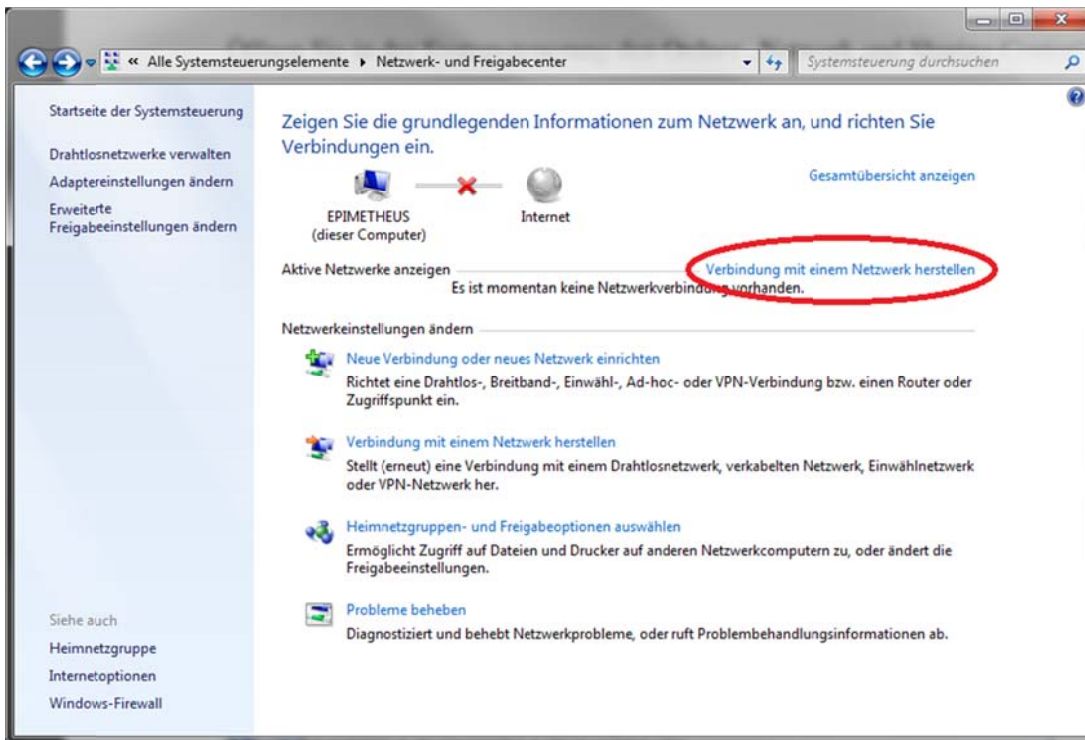 « Alle Systemsteuerungselemente ▸ Netzwerk- und Freigabecenter
Systemsteuerung durchsuchen
Startseite der Systemsteuerung
Drahtlosnetzwerke verwalten
Adaptereinstellungen ändern
Erweiterte
Freigabeeinstellungen ändern
Zeigen Sie die grundlegenden Informationen zum Netzwerk an, und richten Sie
Verbindungen ein.
Gesamtübersicht anzeigen
EPIMETHEUS
(dieser Computer)
Internet
Aktive Netzwerke anzeigen
Verbindung mit einem Netzwerk herstellen
Es ist momentan keine Netzwerkverbindung vorhanden.
Netzwerkeinstellungen ändern
Neue Verbindung oder neues Netzwerk einrichten
Richtet eine Drahtlos-, Breitband-, Einwähl-, Ad-hoc- oder VPN-Verbindung bzw. einen Router oder
Zugriffspunkt ein.
Verbindung mit einem Netzwerk herstellen
Stellt (erneut) eine Verbindung mit einem Drahtlosnetzwerk, verkabelten Netzwerk, Einwählnetzwerk
oder VPN-Netzwerk her.
Heimnetzgruppen- und Freigabeoptionen auswählen
Ermöglicht Zugriff auf Dateien und Drucker auf anderen Netzwerkcomputern zu, oder ändert die
Freigabeeinstellungen.
Probleme beheben
Diagnostiziert und behebt Netzwerkprobleme, oder ruft Problembehandlungsinformationen ab.
Siehe auch
Heimnetzgruppe
Internetoptionen
Windows-Firewall